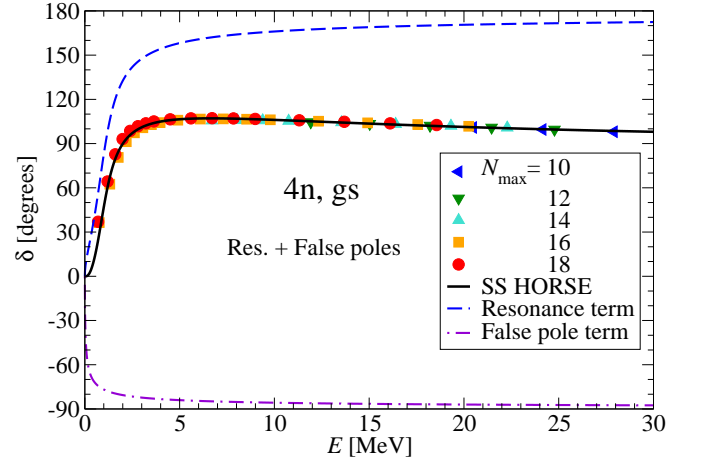 180
150
120
90
60
30
0
-30
-60
-90
δ [degrees]
4n, gs
Res. + False poles
N_max = 10
12
14
16
18
SS HORSE
Resonance term
False pole term
0 5 10 15 20 25 30
E [MeV]